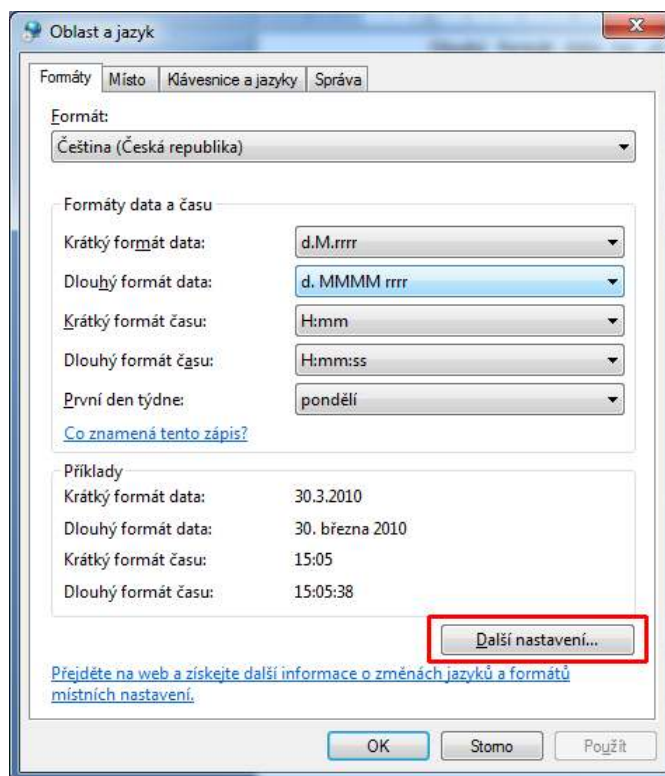 Oblast a jazyk
Formáty Místo Klávesnice a jazyky Správa
Formát:
Čeština (Česká republika)
Formáty data a času
Krátký formát data: d.M.rrrr
Dlouhý formát data: d. MMMM rrrr
Krátký formát času: H:mm
Dlouhý formát času: H:mm:ss
První den týdne: pondělí
Co znamená tento zápis?
Příklady
Krátký formát data: 30.3.2010
Dlouhý formát data: 30. března 2010
Krátký formát času: 15:05
Dlouhý formát času: 15:05:38
Další nastavení...
Přejděte na web a získejte další informace o změnách jazyků a formátů
místních nastavení.
OK Storno Použít